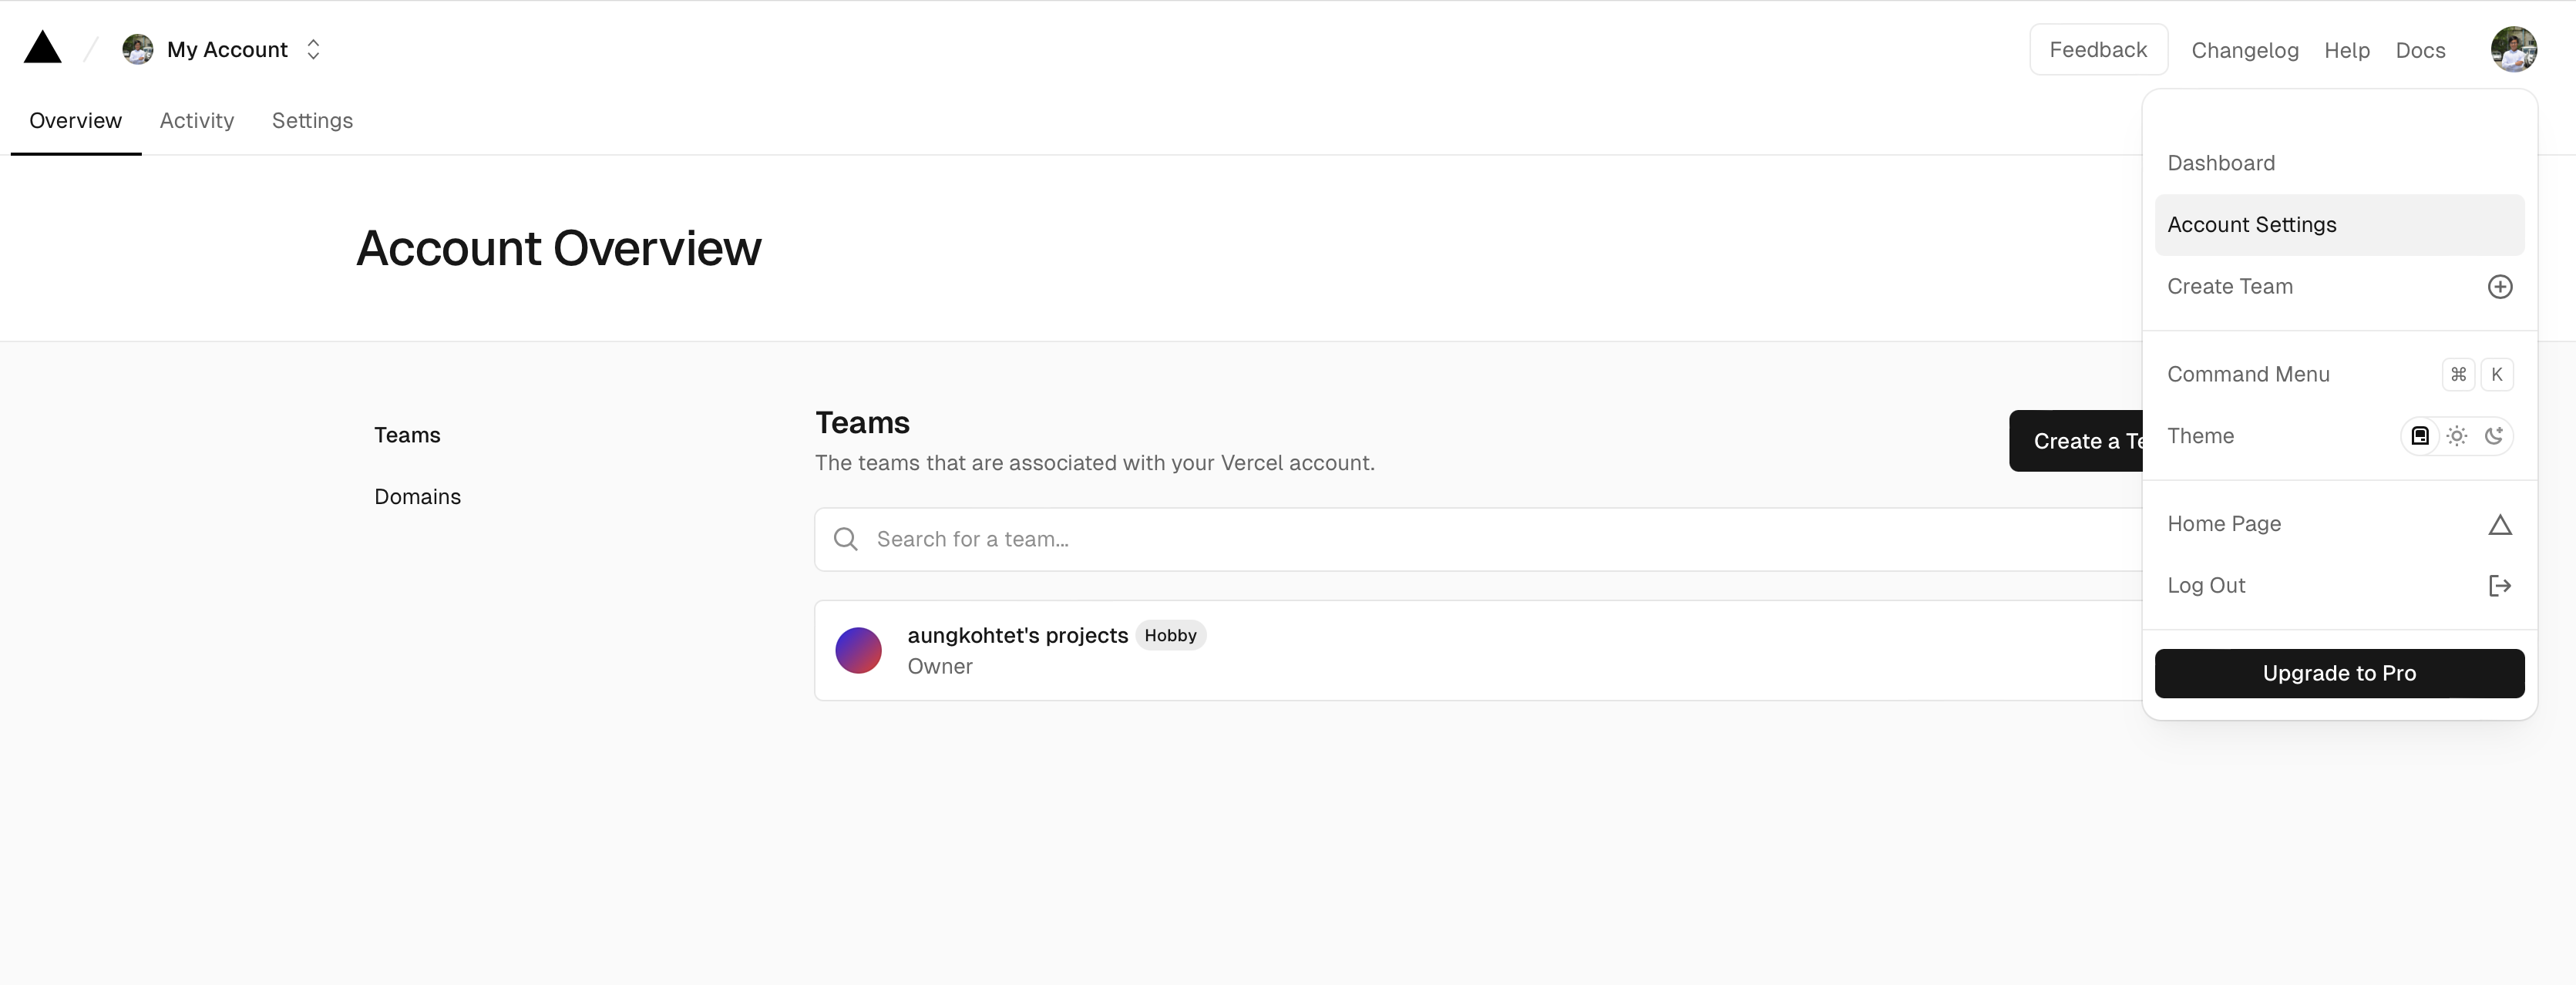 My Account
Feedback
Changelog
Help
Docs
Overview
Activity
Settings
Account Overview
Teams
Domains
Teams
The teams that are associated with your Vercel account.
Create a Te
Search for a team...
aungkohtet's projects
Hobby
Owner
Dashboard
Account Settings
Create Team
Command Menu
⌘ K
Theme
Home Page
Log Out
Upgrade to Pro